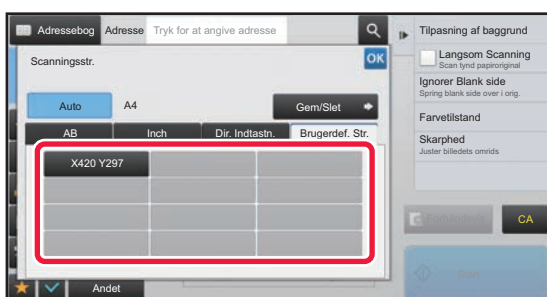 Adressebog Adresse Tryk for at angive adresse
Scanningsstr. OK
Auto A4 Gem/Slet
AB Inch Dir. Indtastn. Brugerdef. Str.
X420 Y297
Andet
Tilpasning af baggrund
Langsom Scanning
Scan tynd papiroriginal
Ignorer Blank side
Spring blank side over i orig.
Farvetilstand
Skarphed
Juster billedets omrids
CA
Start